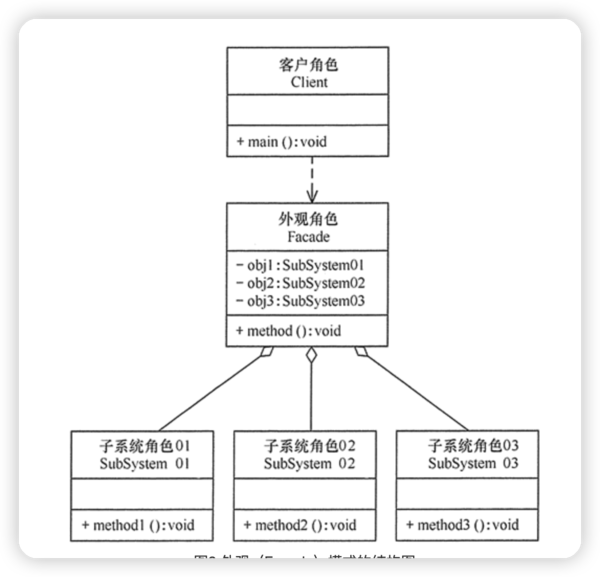 客户角色
Client
+ main ():void
外观角色
Facade
- obj1:SubSystem01
- obj2:SubSystem02
- obj3:SubSystem03
+ method ():void
子系统角色01
SubSystem 01
+ method1 ():void
子系统角色02
SubSystem 02
+ method2 ():void
子系统角色03
SubSystem 03
+ method3 ():void